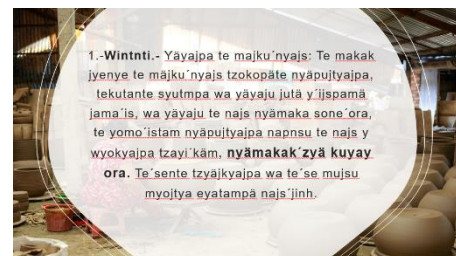 1.-Wintnti.- Yäyajpa te majku´nyajs: Te makak
jyenye te mäjku´nyajs tzokopäte nyäpujtyajpa,
tekutante syutmpa wa yäyaju jutä y´ijspamä
jama´is, wa yäyaju te najs nyämaka sone´ora,
te yomo´istam nyäpujtyajpa napnsu te najs y
wyokyajpa tzayi´käm, nyämakak´zyä kuyay
ora. Te´sente tzyäjkyajpa wa te´se mujsu
myojtya eyatampä najs´jinh.